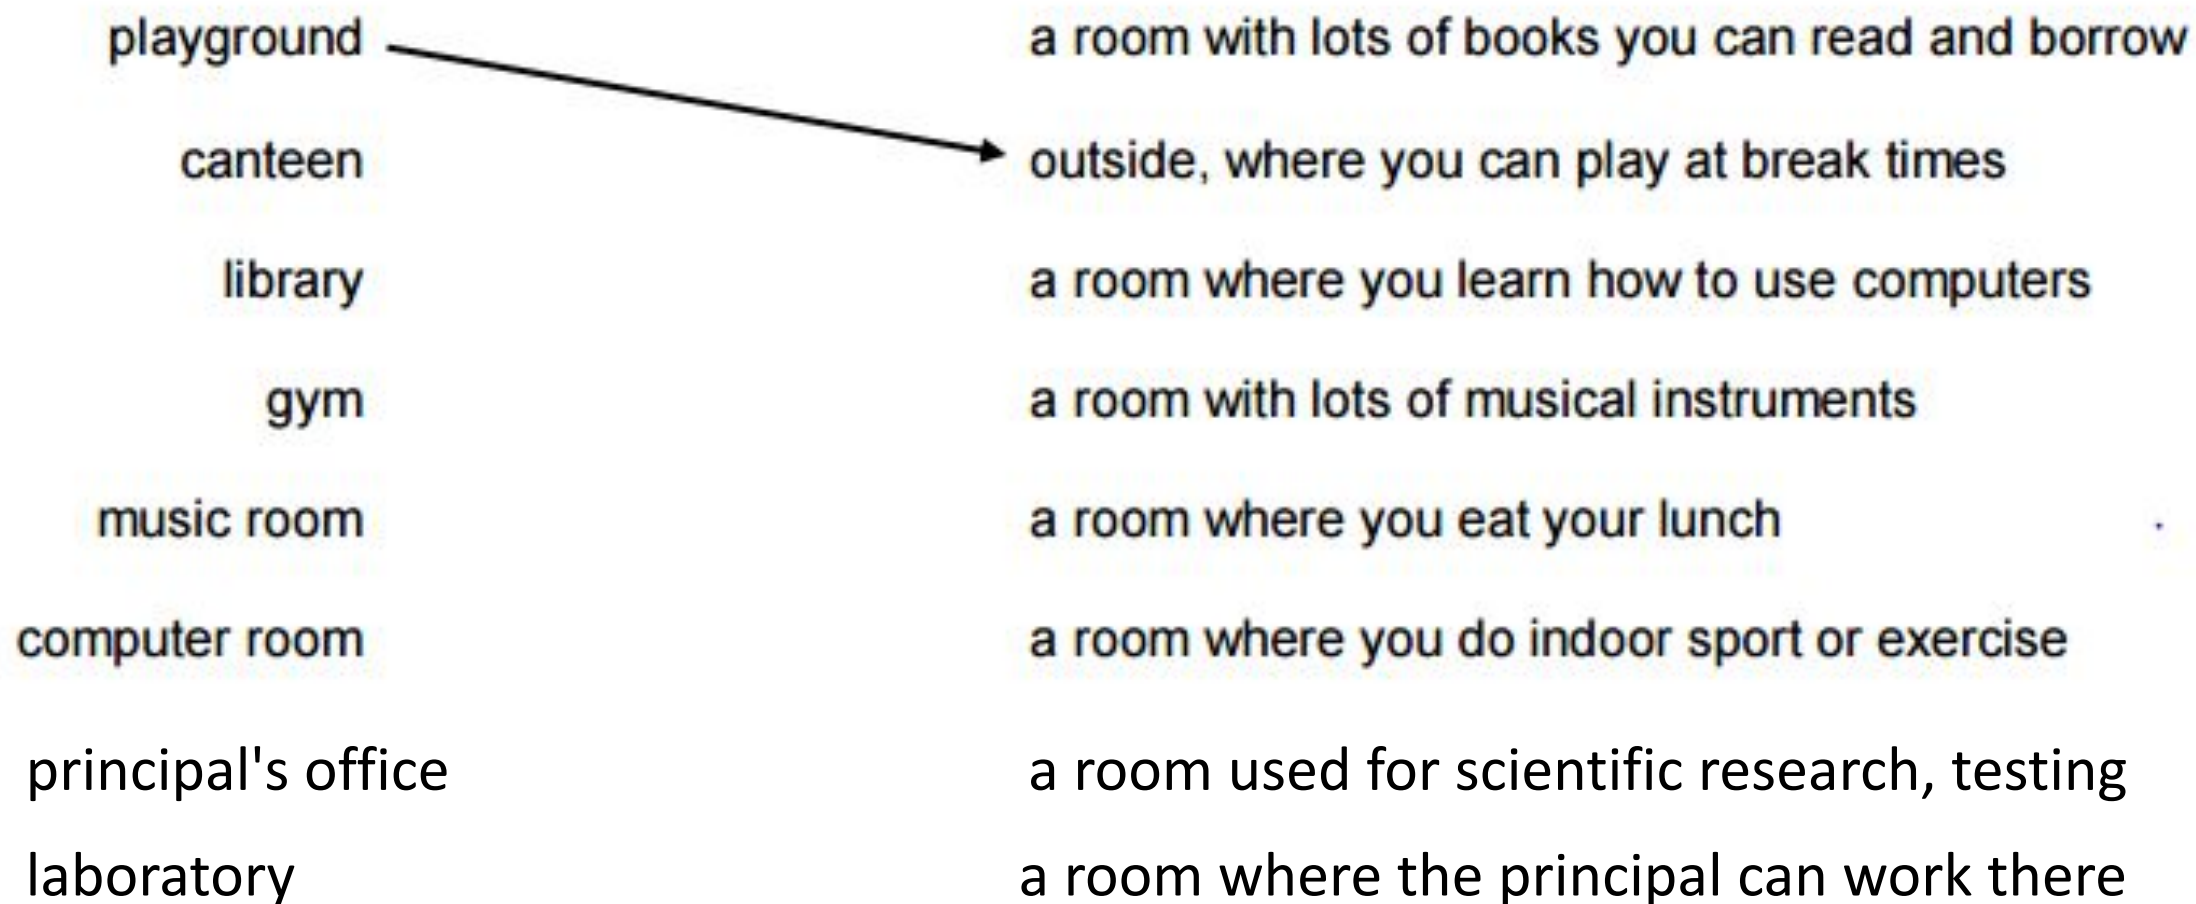 playground a room with lots of books you can read and borrow
canteen outside, where you can play at break times
library a room where you learn how to use computers
gym a room with lots of musical instruments
music room a room where you eat your lunch
computer room a room where you do indoor sport or exercise
principal's office a room used for scientific research, testing
laboratory a room where the principal can work there